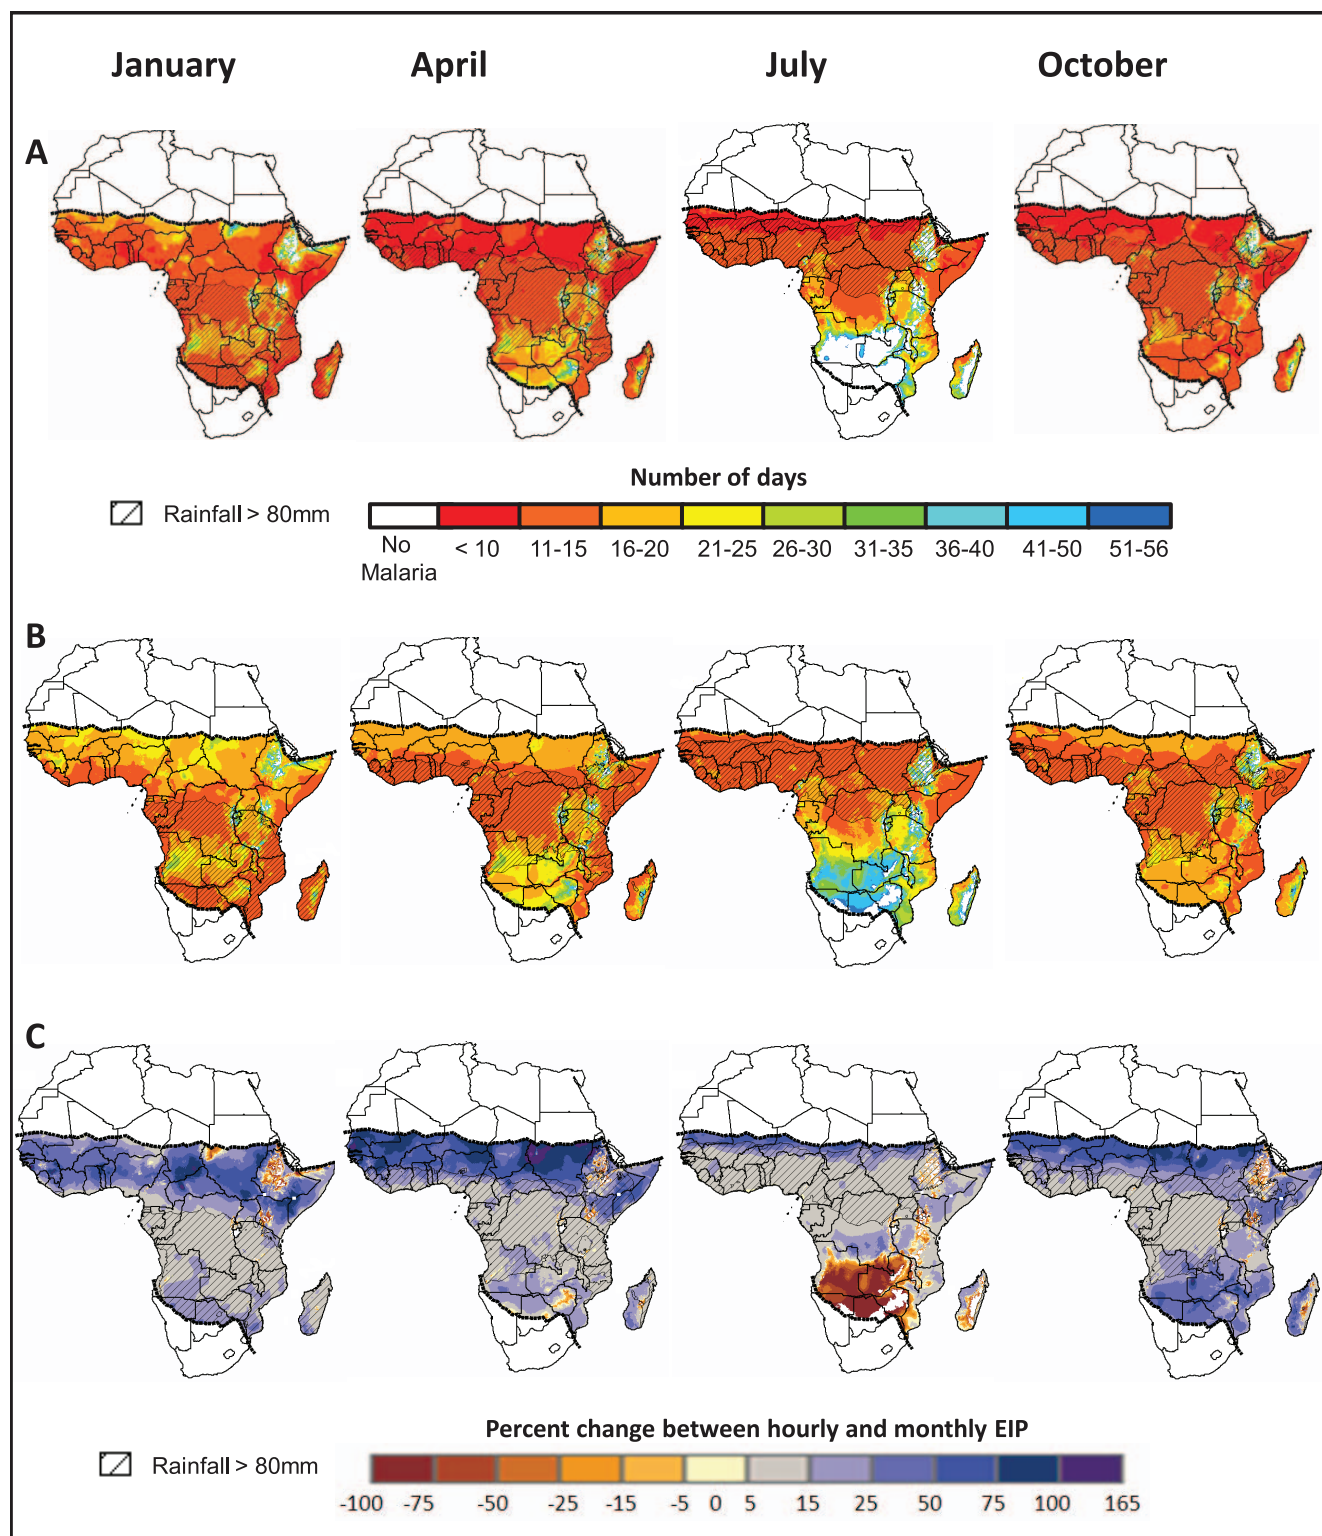 January April July October
A
Number of days
Rainfall > 80mm
No Malaria < 10 11-15 16-20 21-25 26-30 31-35 36-40 41-50 51-56
B
C
Percent change between hourly and monthly EIP
Rainfall > 80mm
-100 -75 -50 -25 -15 -5 0 5 15 25 50 75 100 165